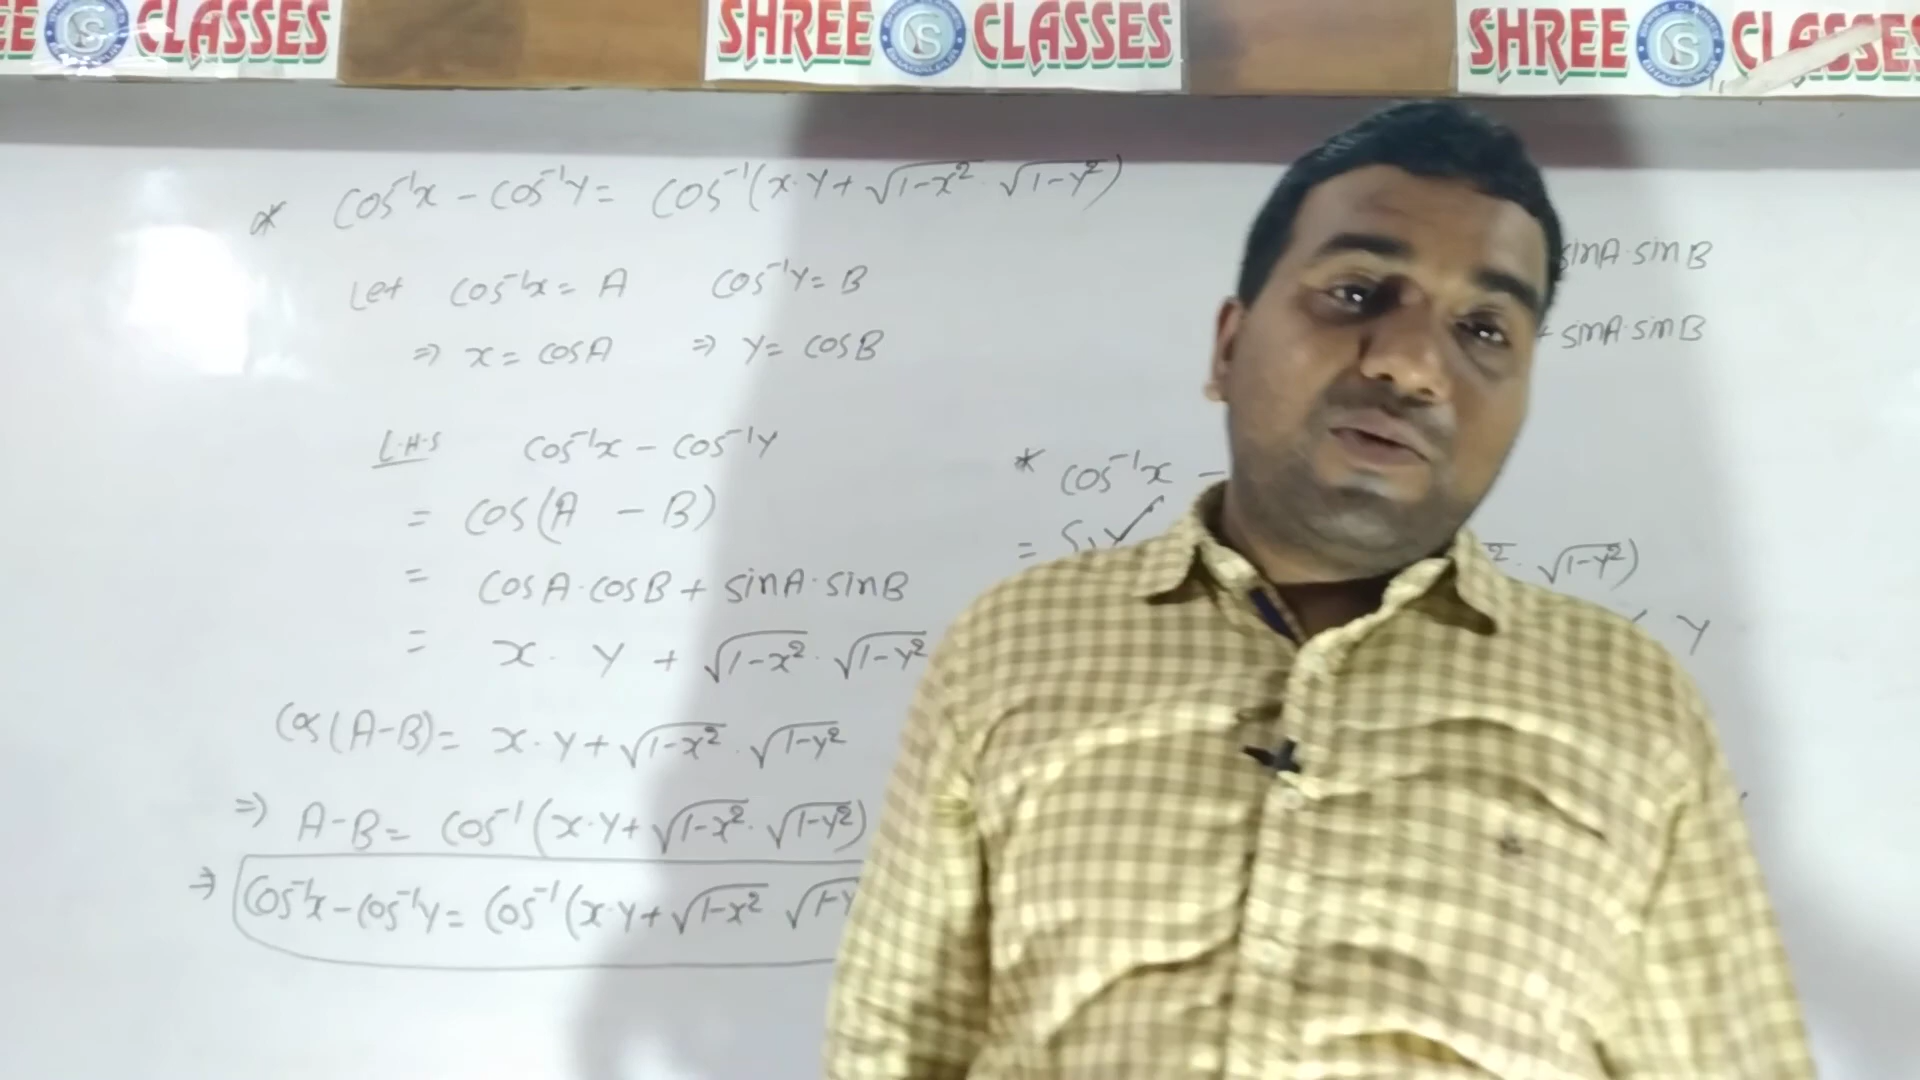 EE CLASSES SHREE CLASSES SHREE CLASSES
* cos⁻¹x - cos⁻¹y = cos⁻¹(x·y + √1-x² · √1-y²)
Let cos⁻¹x = A cos⁻¹y = B
⇒ x = cosA ⇒ y = cosB
L.H.S cos⁻¹x - cos⁻¹y
= cos(A - B)
= cosA·cosB + sinA·sinB
= x · y + √1-x² · √1-y²
Cos(A-B) = x·y + √1-x² · √1-y²
⇒ A-B = cos⁻¹(x·y + √1-x² · √1-y²)
⇒ cos⁻¹x - cos⁻¹y = cos⁻¹(x·y + √1-x² √1-y
sinA·sinB
+ sinA·sinB
* cos⁻¹x -
=
² · √1-y²)
y